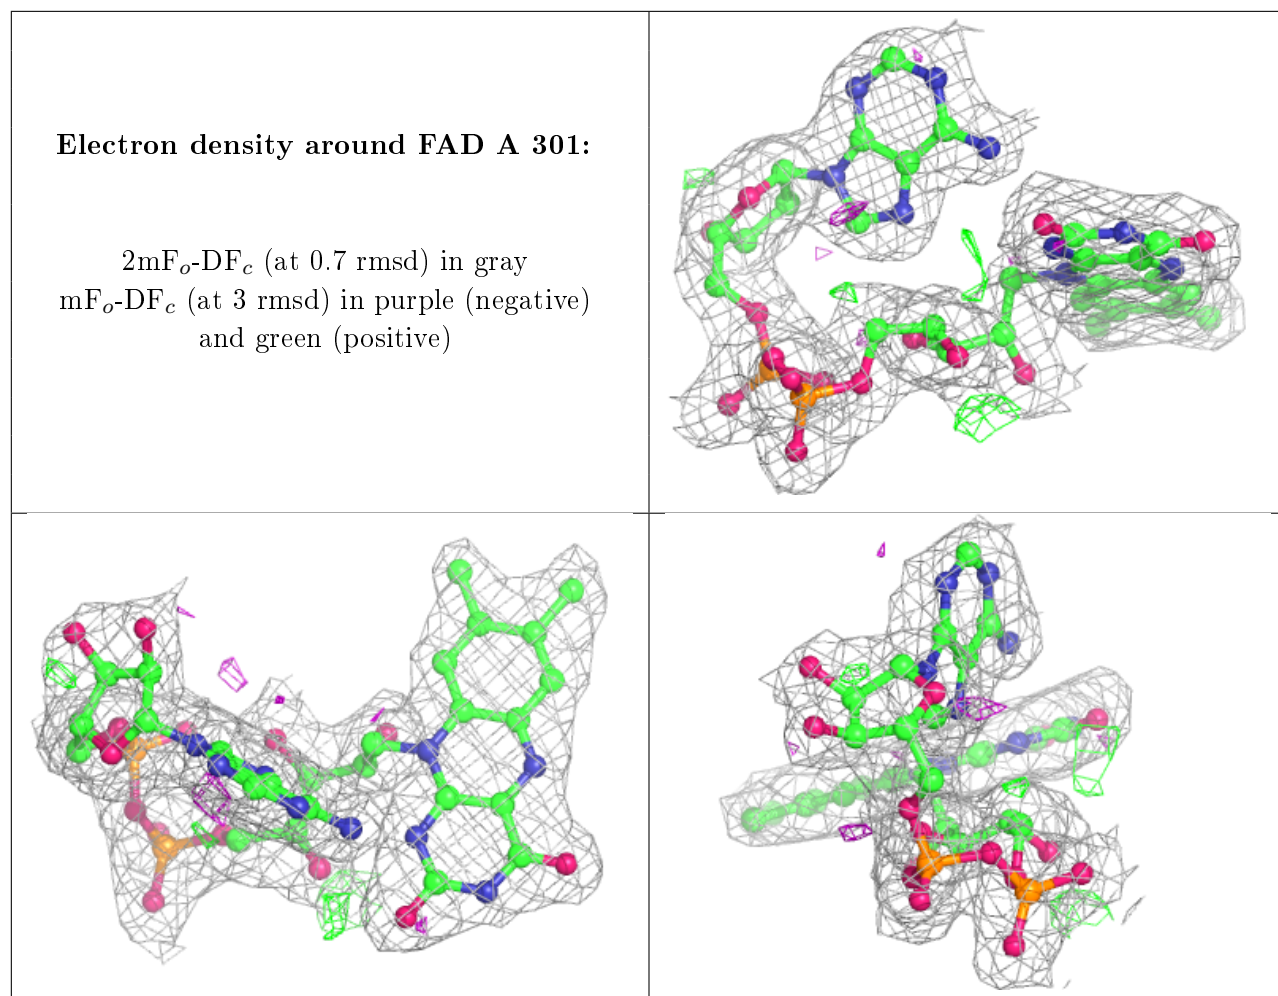 Electron density around FAD A 301:
2mFₒ-DF𝒸 (at 0.7 rmsd) in gray
mFₒ-DF𝒸 (at 3 rmsd) in purple (negative)
and green (positive)